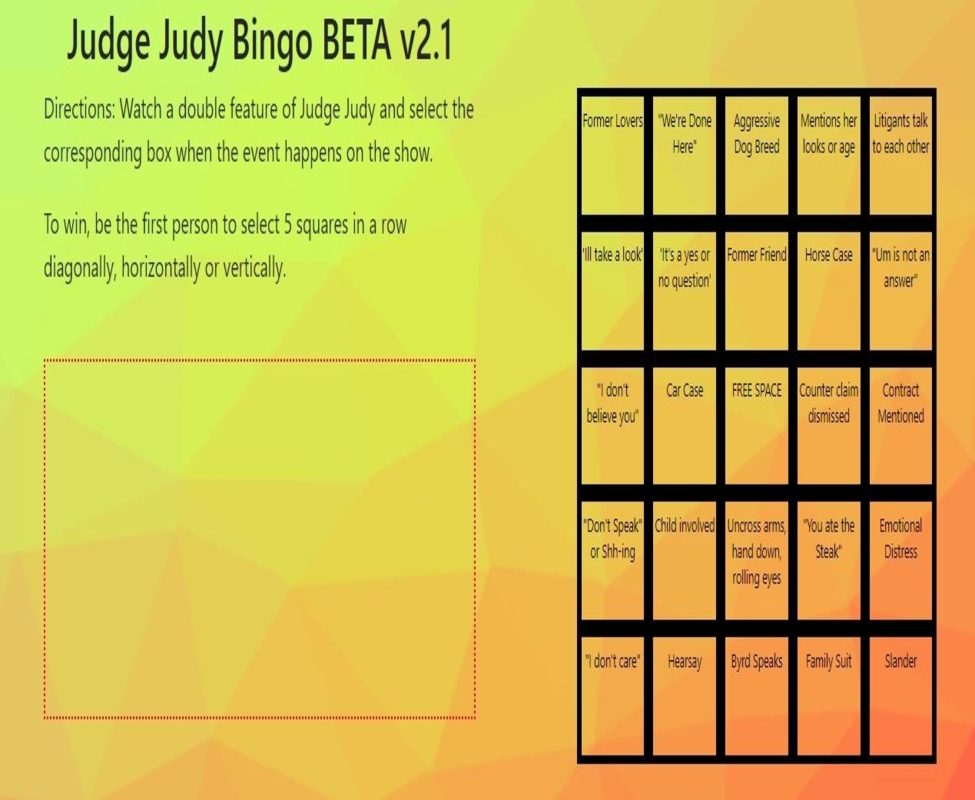 Judge Judy Bingo BETA v2.1
Directions: Watch a double feature of Judge Judy and select the
corresponding box when the event happens on the show.
To win, be the first person to select 5 squares in a row
diagonally, horizontally or vertically.
Former Lovers
"We're Done
Here"
Aggressive
Dog Breed
Mentions her
looks or age
Litigants talk
to each other
'Ill take a look'
'It's a yes or
no question'
Former Friend
Horse Case
"Um is not an
answer"
"I don't
believe you"
Car Case
FREE SPACE
Counter claim
dismissed
Contract
Mentioned
"Don't Speak"
or Shh-ing
Child involved
Uncross arms,
hand down,
rolling eyes
"You ate the
Steak"
Emotional
Distress
"I don't care"
Hearsay
Byrd Speaks
Family Suit
Slander